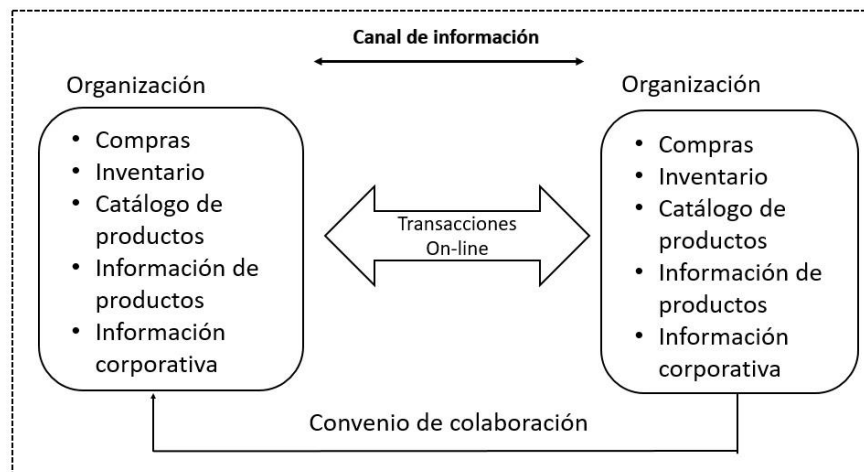 Canal de información
Organización
• Compras
• Inventario
• Catálogo de
productos
• Información de
productos
• Información
corporativa
Transacciones
On-line
Organización
• Compras
• Inventario
• Catálogo de
productos
• Información de
productos
• Información
corporativa
Convenio de colaboración